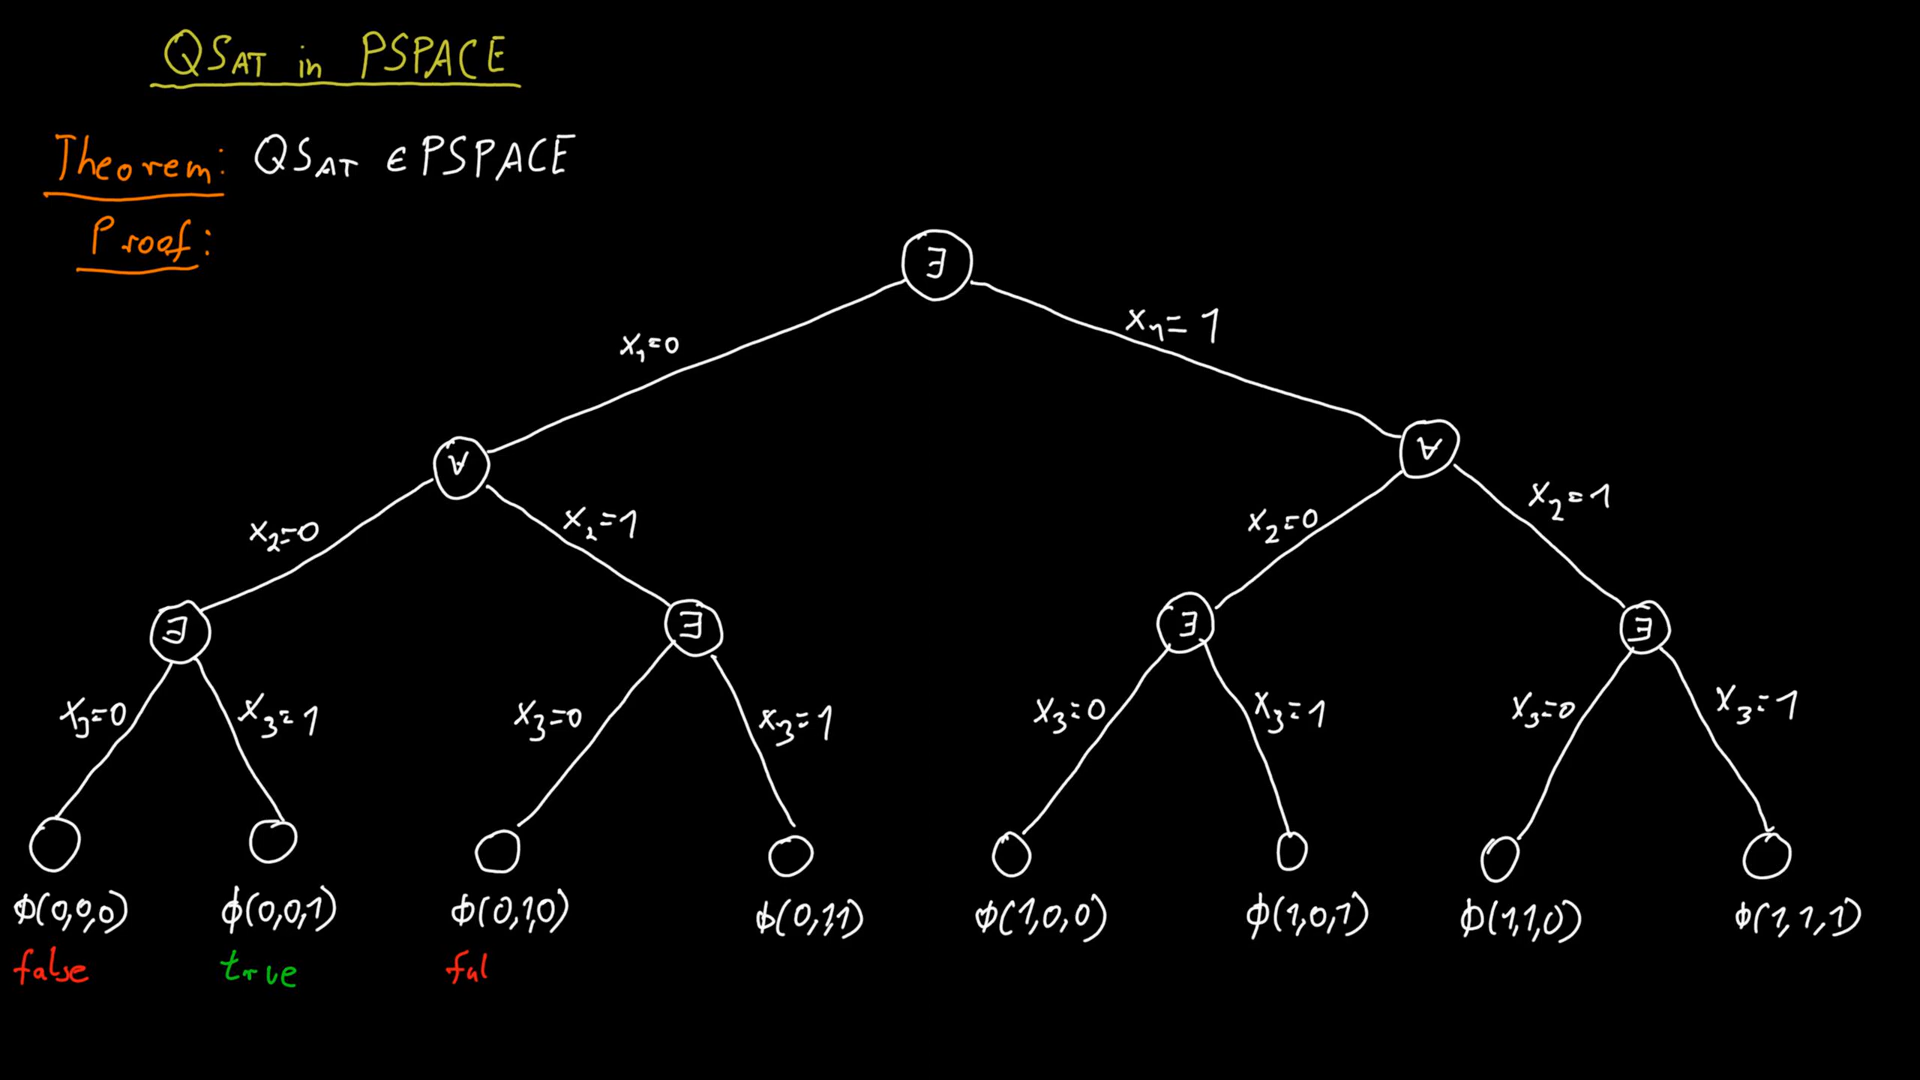 QSAT in PSPACE
Theorem: QSAT ∈ PSPACE
Proof:
∃
x₁=0 x₁=1
∀ ∀
x₂=0 x₂=1 x₂=0 x₂=1
∃ ∃ ∃ ∃
x₃=0 x₃=1 x₃=0 x₃=1 x₃=0 x₃=1 x₃=0 x₃=1
ϕ(0,0,0) ϕ(0,0,1) ϕ(0,1,0) ϕ(0,1,1) ϕ(1,0,0) ϕ(1,0,1) ϕ(1,1,0) ϕ(1,1,1)
false true fal